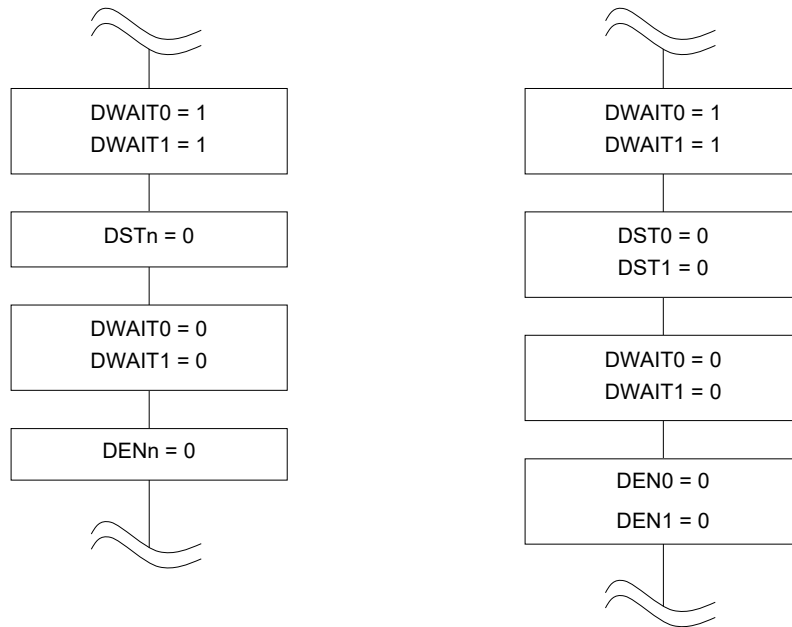 DWAIT0 = 1
DWAIT1 = 1
DSTn = 0
DWAIT0 = 0
DWAIT1 = 0
DENn = 0
DWAIT0 = 1
DWAIT1 = 1
DST0 = 0
DST1 = 0
DWAIT0 = 0
DWAIT1 = 0
DEN0 = 0
DEN1 = 0